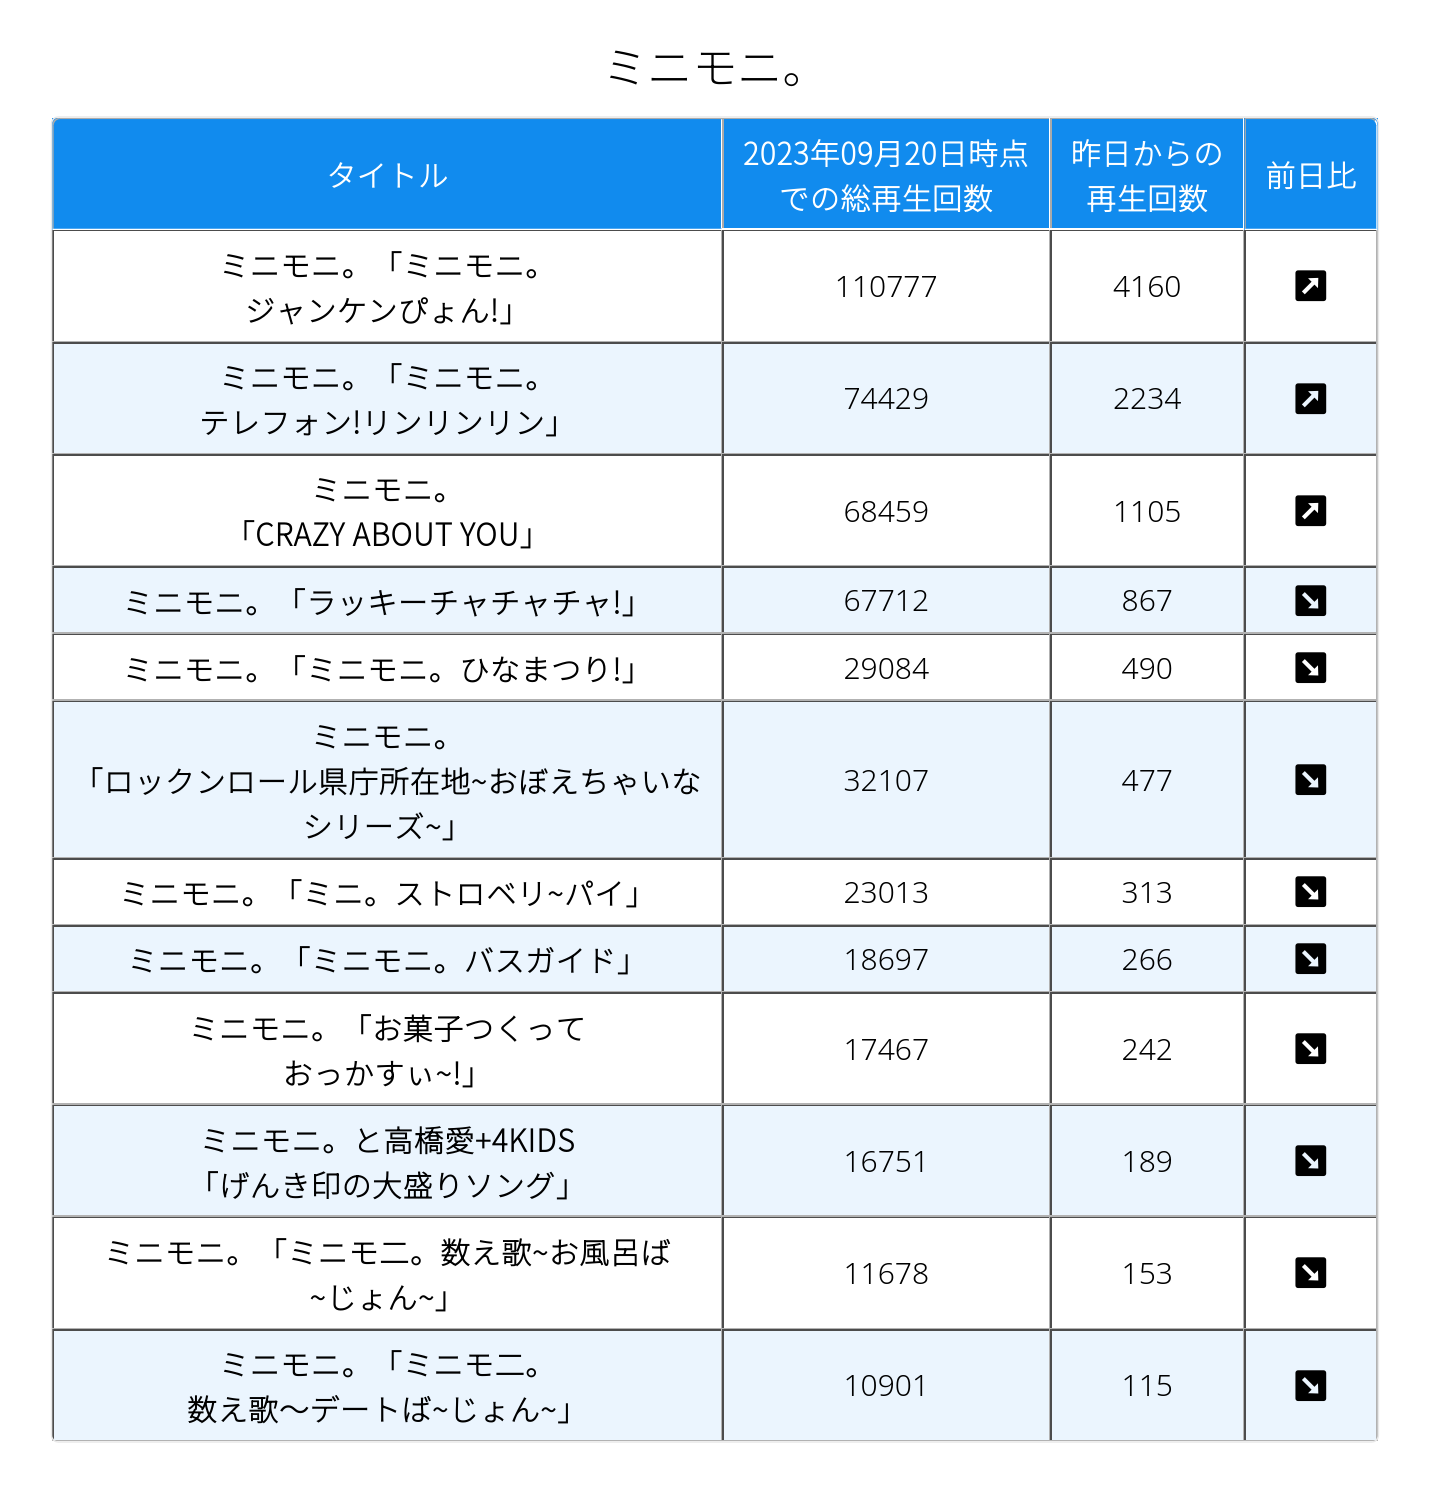 ミニモニ。
タイトル
2023年09月20日時点
での総再生回数
昨日からの
再生回数
前日比
ミニモニ。「ミニモニ。
ジャンケンぴょん!」
110777
4160
ミニモニ。「ミニモニ。
テレフォン!リンリンリン」
74429
2234
ミニモニ。
「CRAZY ABOUT YOU」
68459
1105
ミニモニ。「ラッキーチャチャチャ!」
67712
867
ミニモニ。「ミニモニ。ひなまつり!」
29084
490
ミニモニ。
「ロックンロール県庁所在地~おぼえちゃいな
シリーズ~」
32107
477
ミニモニ。「ミニ。ストロベリ~パイ」
23013
313
ミニモニ。「ミニモニ。バスガイド」
18697
266
ミニモニ。「お菓子つくって
おっかすぃ~!」
17467
242
ミニモニ。と高橋愛+4KIDS
「げんき印の大盛りソング」
16751
189
ミニモニ。「ミニモ二。数え歌~お風呂ば
~じょん~」
11678
153
ミニモニ。「ミニモ二。
数え歌〜デートば~じょん~」
10901
115